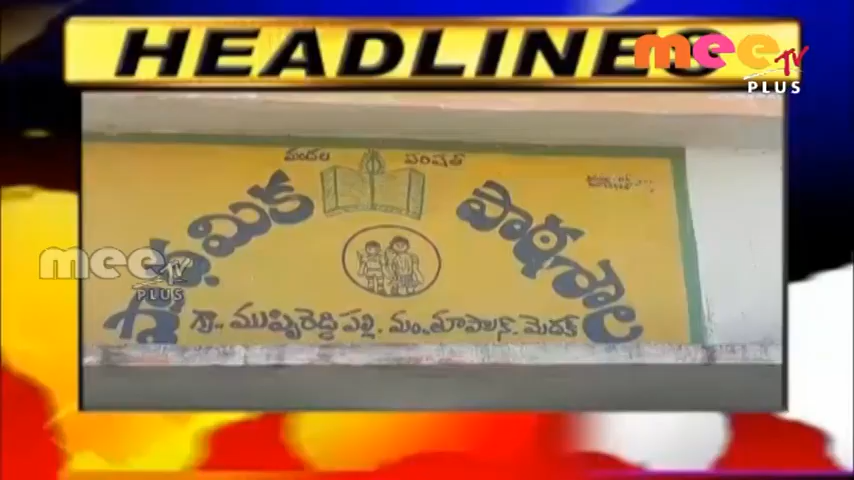 HEADLINES
mee TV PLUS
మండల పరిషత్
ప్రాథమిక పాఠశాల
గ్రా.. ముప్పిరెడ్డి పల్లి. మం. తూప్రాన్. మెదక్
mee TV PLUS